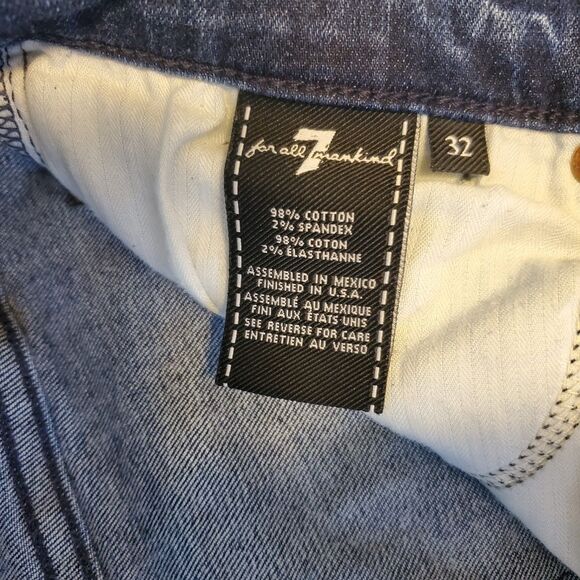 7
for all mankind
32
98% COTTON
2% SPANDEX
98% COTON
2% ÉLASTHANNE
ASSEMBLED IN MEXICO
FINISHED IN U.S.A.
ASSEMBLÉ AU MEXIQUE
FINI AUX ÉTATS-UNIS
SEE REVERSE FOR CARE
ENTRETIEN AU VERSO